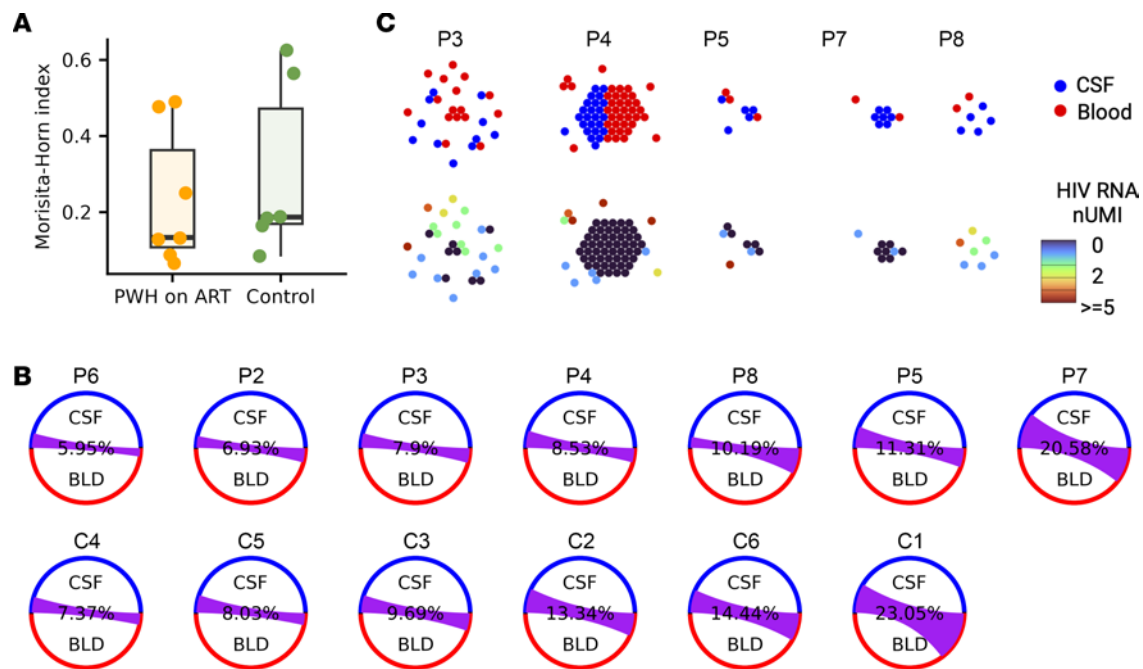 A
Morisita-Horn index
0.6
0.4
0.2
PWH on ART
Control
C
P3
P4
P5
P7
P8
CSF
Blood
HIV RNA
nUMI
0
2
>=5
B
P6
P2
P3
P4
P8
P5
P7
CSF
CSF
CSF
CSF
CSF
CSF
CSF
5.95%
6.93%
7.9%
8.53%
10.19%
11.31%
20.58%
BLD
BLD
BLD
BLD
BLD
BLD
BLD
C4
C5
C3
C2
C6
C1
CSF
CSF
CSF
CSF
CSF
CSF
7.37%
8.03%
9.69%
13.34%
14.44%
23.05%
BLD
BLD
BLD
BLD
BLD
BLD